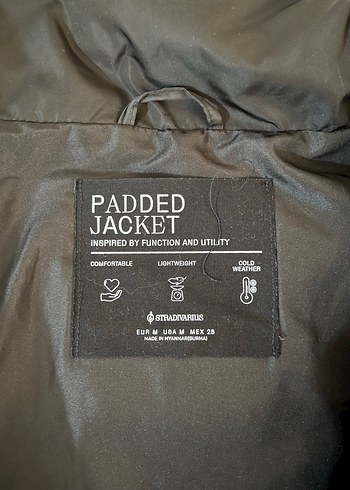 PADDED
JACKET
INSPIRED BY FUNCTION AND UTILITY
COMFORTABLE LIGHTWEIGHT COLD WEATHER
STRADIVARIUS
EUR M USA M MEX 28
MADE IN MYANMAR(BURMA)